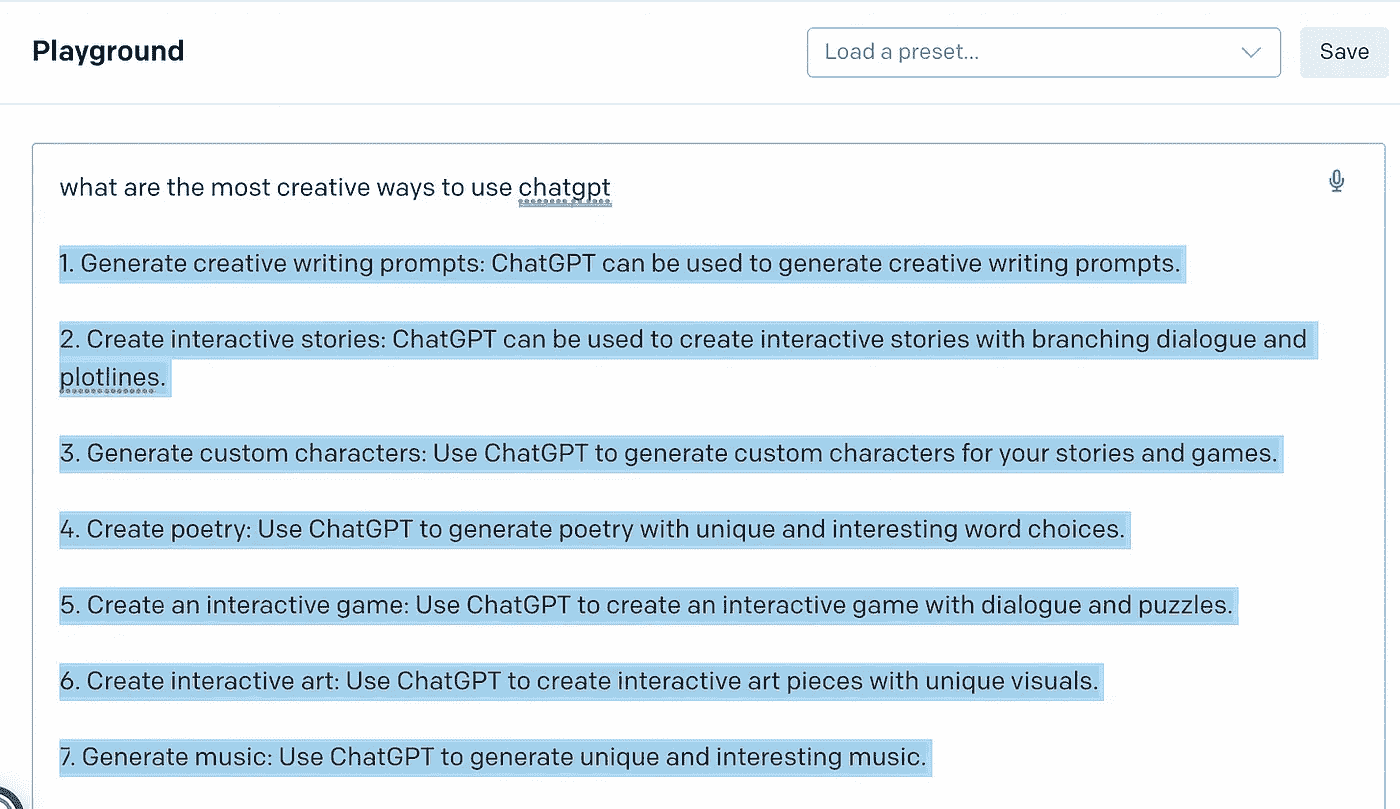 Playground
Load a preset...
Save
what are the most creative ways to use chatgpt
1. Generate creative writing prompts: ChatGPT can be used to generate creative writing prompts.
2. Create interactive stories: ChatGPT can be used to create interactive stories with branching dialogue and
plotlines.
3. Generate custom characters: Use ChatGPT to generate custom characters for your stories and games.
4. Create poetry: Use ChatGPT to generate poetry with unique and interesting word choices.
5. Create an interactive game: Use ChatGPT to create an interactive game with dialogue and puzzles.
6. Create interactive art: Use ChatGPT to create interactive art pieces with unique visuals.
7. Generate music: Use ChatGPT to generate unique and interesting music.